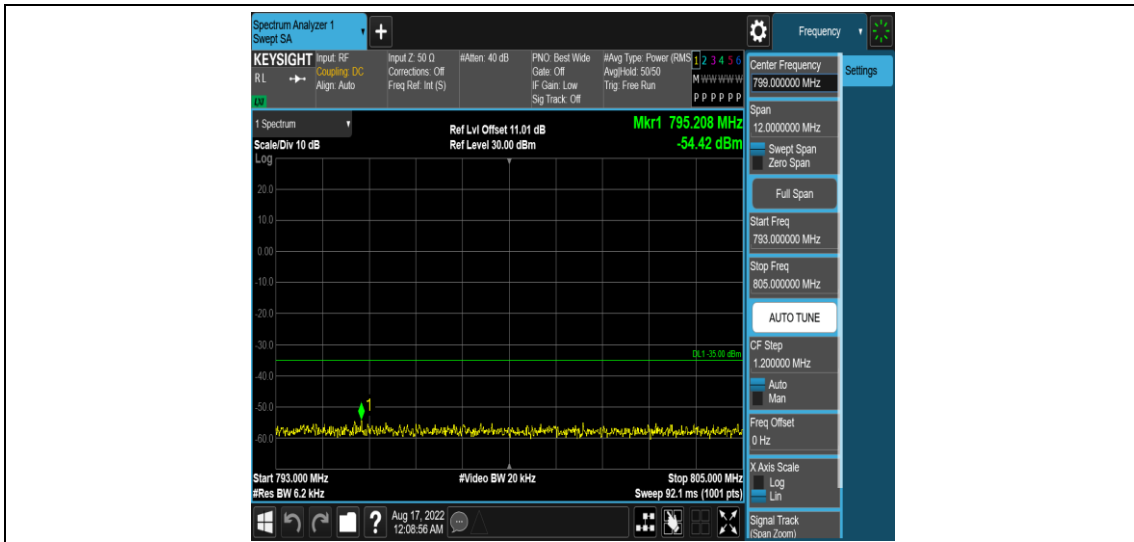 Spectrum Analyzer 1
Swept SA
+
Frequency
KEYSIGHT
RL
LM
Input: RF
Coupling: DC
Align: Auto
Input Z: 50 Ω
Corrections: Off
Freq Ref: Int (S)
#Atten: 40 dB
PNO: Best Wide
Gate: Off
IF Gain: Low
Sig Track: Off
#Avg Type: Power (RMS
Avg|Hold: 50/50
Trig: Free Run
1 2 3 4 5 6
M W W W W W
P P P P P P
1 Spectrum
Scale/Div 10 dB
Ref Lvl Offset 11.01 dB
Ref Level 30.00 dBm
Mkr1 795.208 MHz
-54.42 dBm
Log
20.0
10.0
0.00
-10.0
-20.0
-30.0
DL1 -35.00 dBm
-40.0
-50.0
1
-60.0
Start 793.000 MHz
#Res BW 6.2 kHz
#Video BW 20 kHz
Stop 805.000 MHz
Sweep 92.1 ms (1001 pts)
?
Aug 17, 2022
12:08:56 AM
Center Frequency
799.000000 MHz
Settings
Span
12.0000000 MHz
Swept Span
Zero Span
Full Span
Start Freq
793.000000 MHz
Stop Freq
805.000000 MHz
AUTO TUNE
CF Step
1.200000 MHz
Auto
Man
Freq Offset
0 Hz
X Axis Scale
Log
Lin
Signal Track
(Span Zoom)